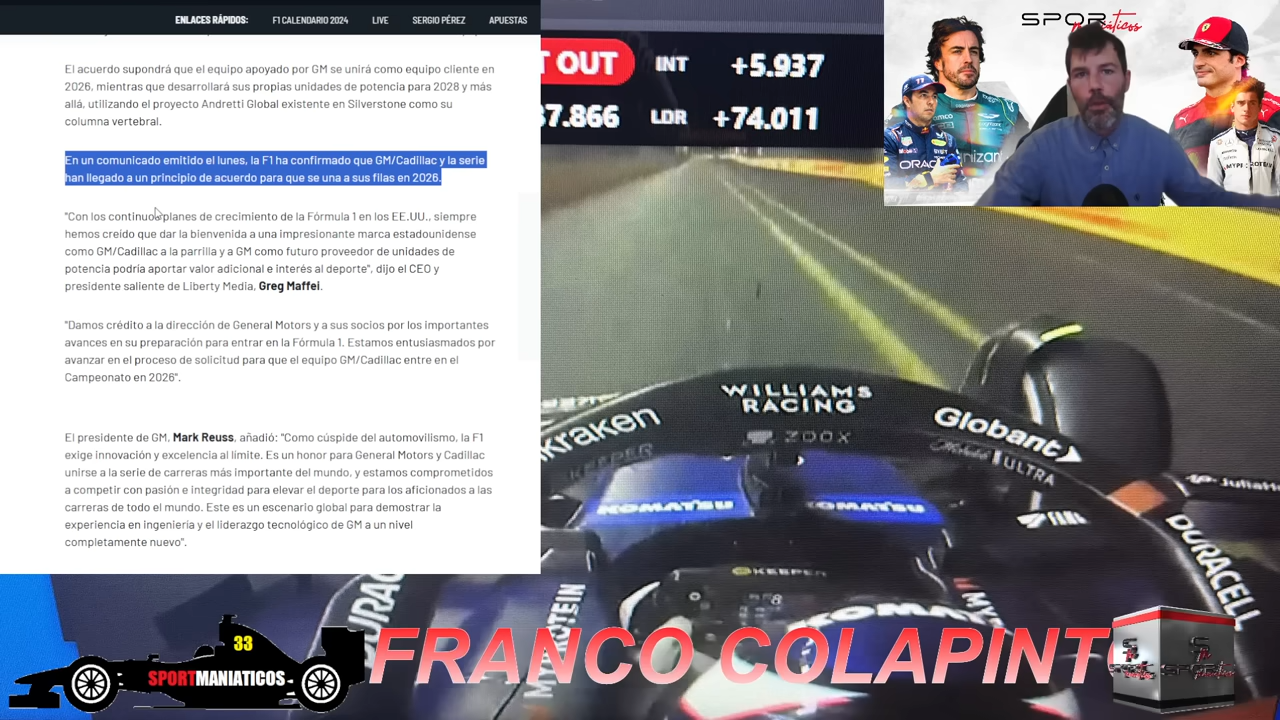 ENLACES RÁPIDOS: F1 CALENDARIO 2024 LIVE SERGIO PÉREZ APUESTAS
El acuerdo supondrá que el equipo apoyado por GM se unirá como equipo cliente en
2026, mientras que desarrollará sus propias unidades de potencia para 2028 y más
allá, utilizando el proyecto Andretti Global existente en Silverstone como su
columna vertebral.
En un comunicado emitido el lunes, la F1 ha confirmado que GM/Cadillac y la serie
han llegado a un principio de acuerdo para que se una a sus filas en 2026.
"Con los continuos planes de crecimiento de la Fórmula 1 en los EE.UU., siempre
hemos creído que dar la bienvenida a una impresionante marca estadounidense
como GM/Cadillac a la parrilla y a GM como futuro proveedor de unidades de
potencia podría aportar valor adicional e interés al deporte", dijo el CEO y
presidente saliente de Liberty Media, Greg Maffei.
"Damos crédito a la dirección de General Motors y a sus socios por los importantes
avances en su preparación para entrar en la Fórmula 1. Estamos entusiasmados por
avanzar en el proceso de solicitud para que el equipo GM/Cadillac entre en el
Campeonato en 2026".
El presidente de GM, Mark Reuss, añadió: "Como cúspide del automovilismo, la F1
exige innovación y excelencia al límite. Es un honor para General Motors y Cadillac
unirse a la serie de carreras más importante del mundo, y estamos comprometidos
a competir con pasión e integridad para elevar el deporte para los aficionados a las
carreras de todo el mundo. Este es un escenario global para demostrar la
experiencia en ingeniería y el liderazgo tecnológico de GM a un nivel
completamente nuevo".
T OUT INT +5.937
37.866 LDR +74.011
SPOR
máticos
ORACLE
WILLIAMS
RACING
kraken
ZOOX
Globant
KEEPER
Michelob ULTRA
KOMATSU
KOMATSU
DURACELL
KEEPER
33
SPORTMANIATICOS
FRANCO COLAPINT